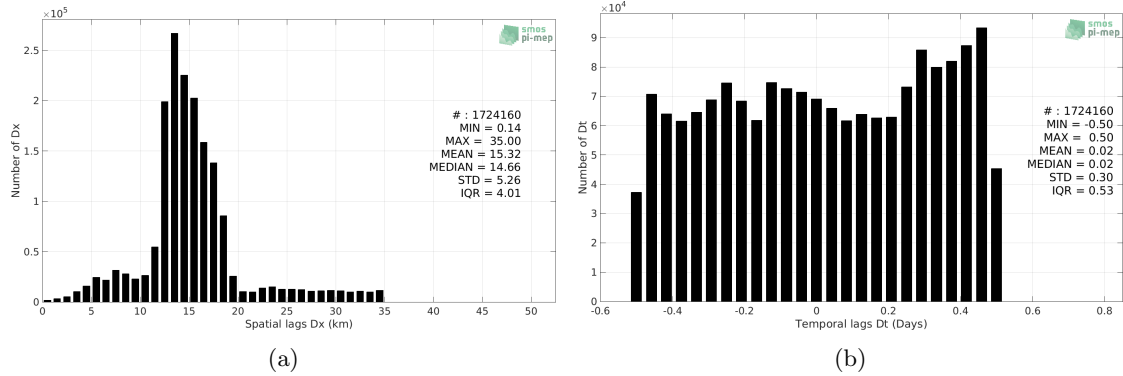 ×10^5
smos
pi-mep
2.5
2
1.5
1
0.5
0
# : 1724160
MIN = 0.14
MAX = 35.00
MEAN = 15.32
MEDIAN = 14.66
STD = 5.26
IQR = 4.01
Number of Dx
0 5 10 15 20 25 30 35 40 45 50
Spatial lags Dx (km)
(a)
×10^4
smos
pi-mep
9
8
7
6
5
4
3
2
1
0
# : 1724160
MIN = -0.50
MAX = 0.50
MEAN = 0.02
MEDIAN = 0.02
STD = 0.30
IQR = 0.53
Number of Dt
-0.6 -0.4 -0.2 0 0.2 0.4 0.6 0.8
Temporal lags Dt (Days)
(b)